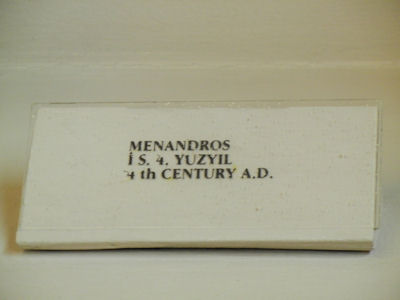 MENANDROS
İ S. 4. YUZYIL
4 th CENTURY A.D.